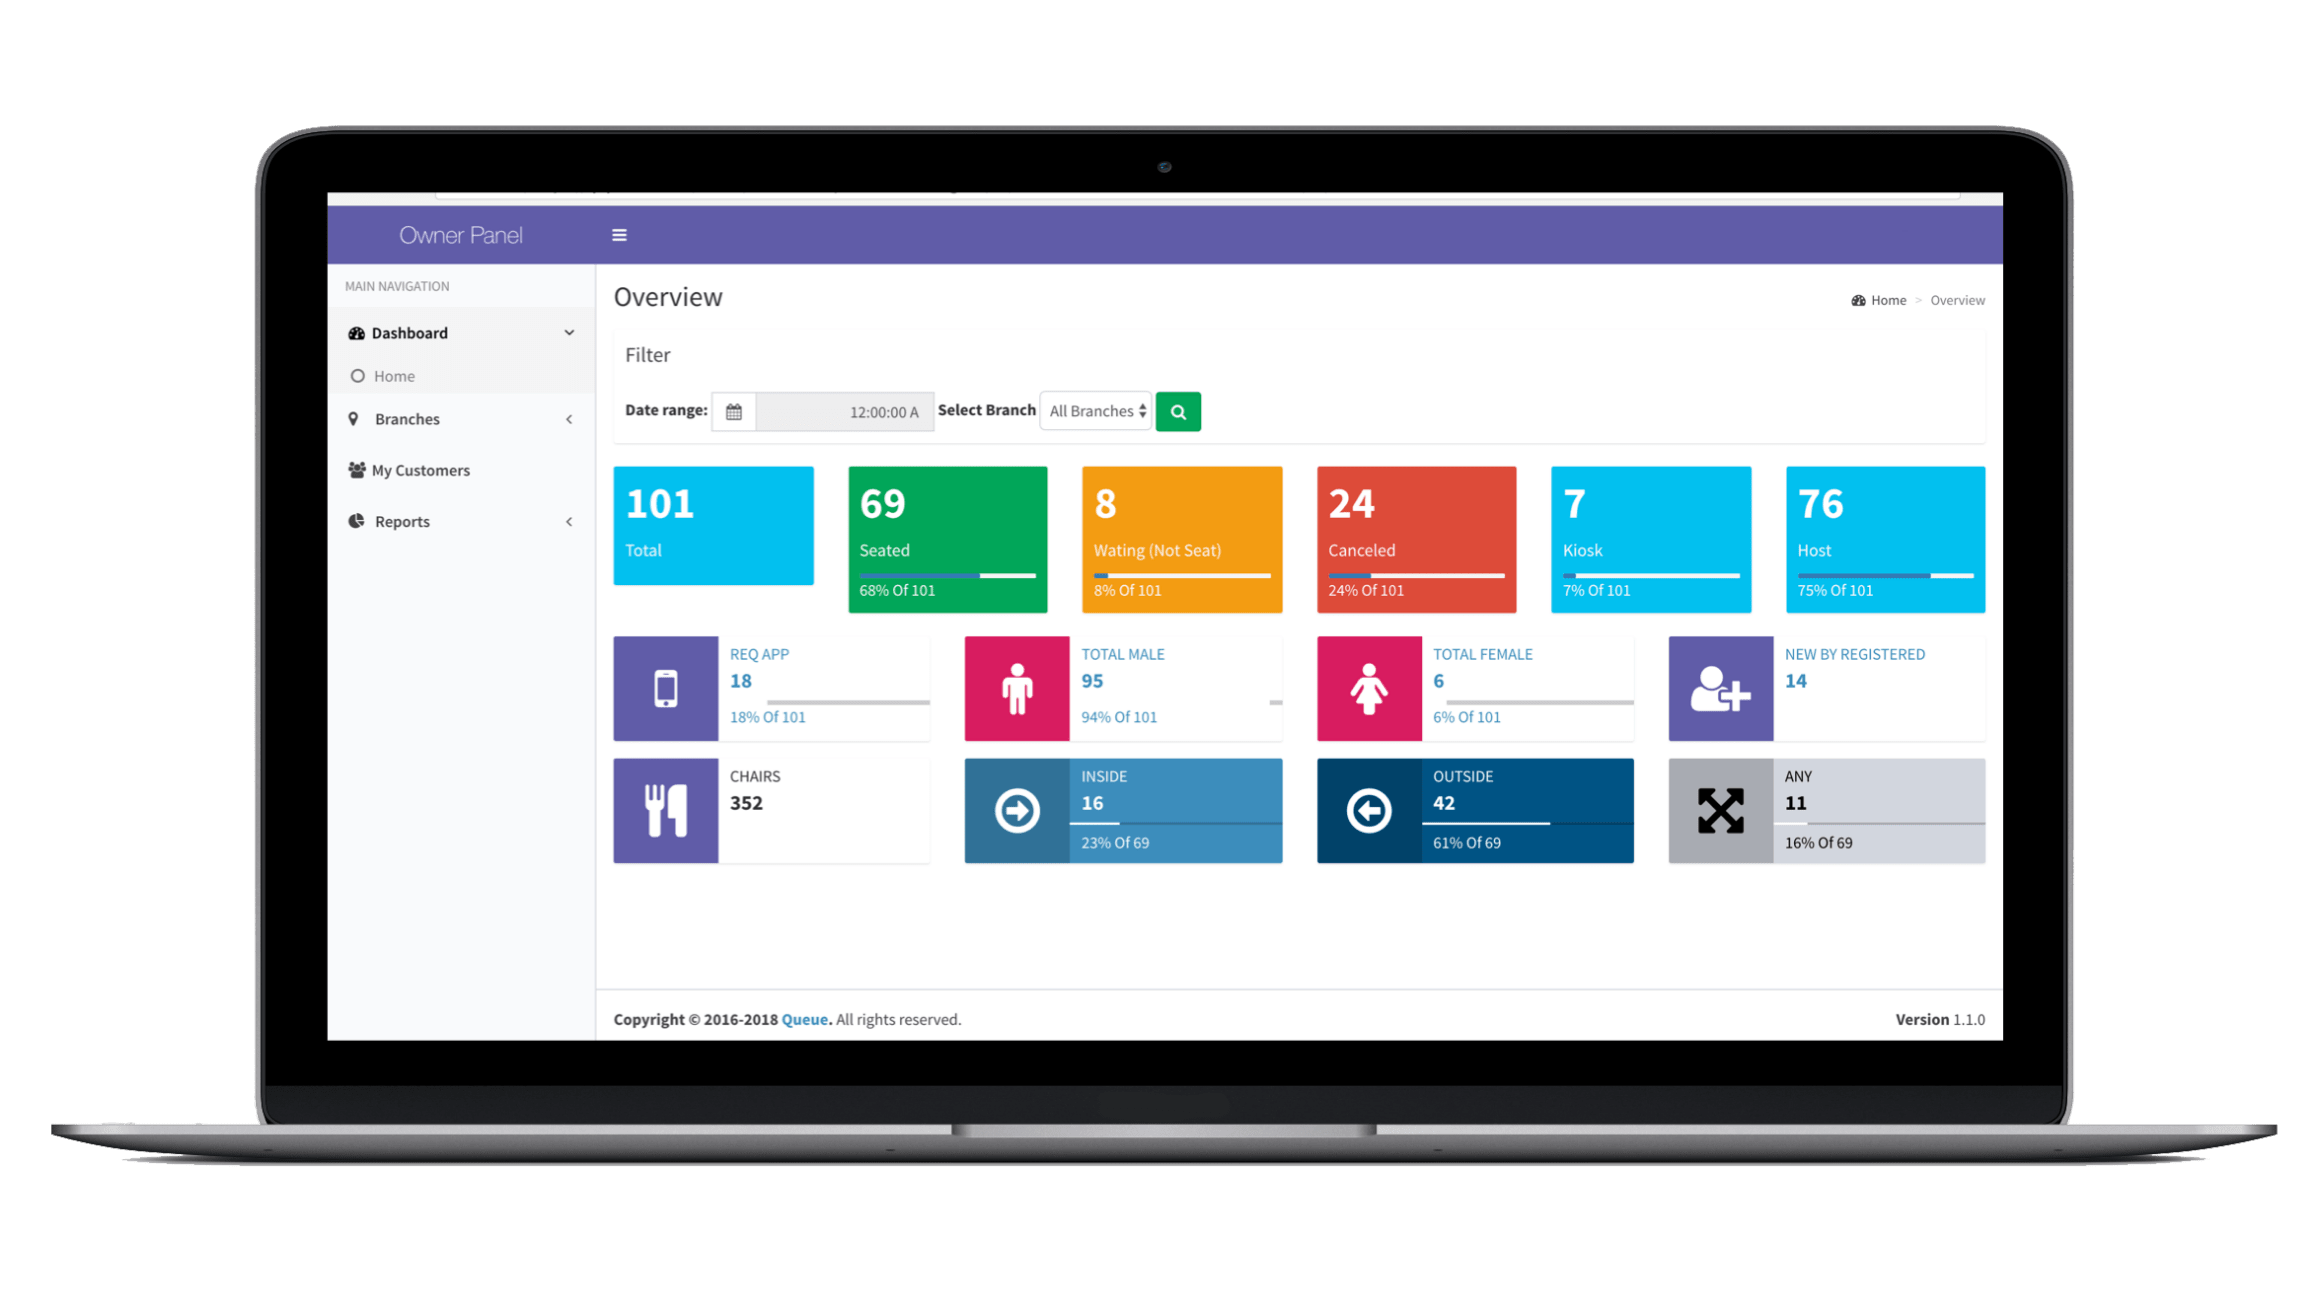 Owner Panel
MAIN NAVIGATION
Dashboard
Home
Branches
My Customers
Reports
Overview
Home > Overview
Filter
Date range: 12:00:00 A Select Branch All Branches
101
Total
69
Seated
68% Of 101
8
Wating (Not Seat)
8% Of 101
24
Canceled
24% Of 101
7
Kiosk
7% Of 101
76
Host
75% Of 101
REQ APP
18
18% Of 101
TOTAL MALE
95
94% Of 101
TOTAL FEMALE
6
6% Of 101
NEW BY REGISTERED
14
CHAIRS
352
INSIDE
16
23% Of 69
OUTSIDE
42
61% Of 69
ANY
11
16% Of 69
Copyright © 2016-2018 Queue. All rights reserved.
Version 1.1.0